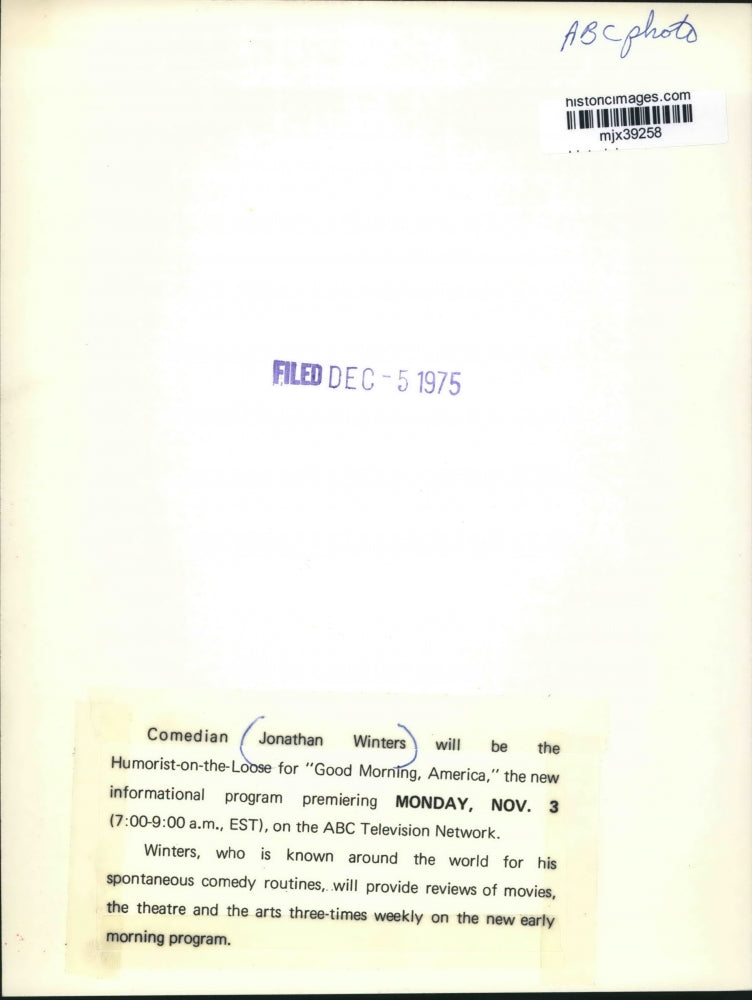 ABC photo
historicimages.com
mjx39258
FILED DEC - 5 1975
Comedian (Jonathan Winters) will be the
Humorist-on-the-Loose for "Good Morning, America," the new
informational program premiering MONDAY, NOV. 3
(7:00-9:00 a.m., EST), on the ABC Television Network.
Winters, who is known around the world for his
spontaneous comedy routines, will provide reviews of movies,
the theatre and the arts three-times weekly on the new early
morning program.